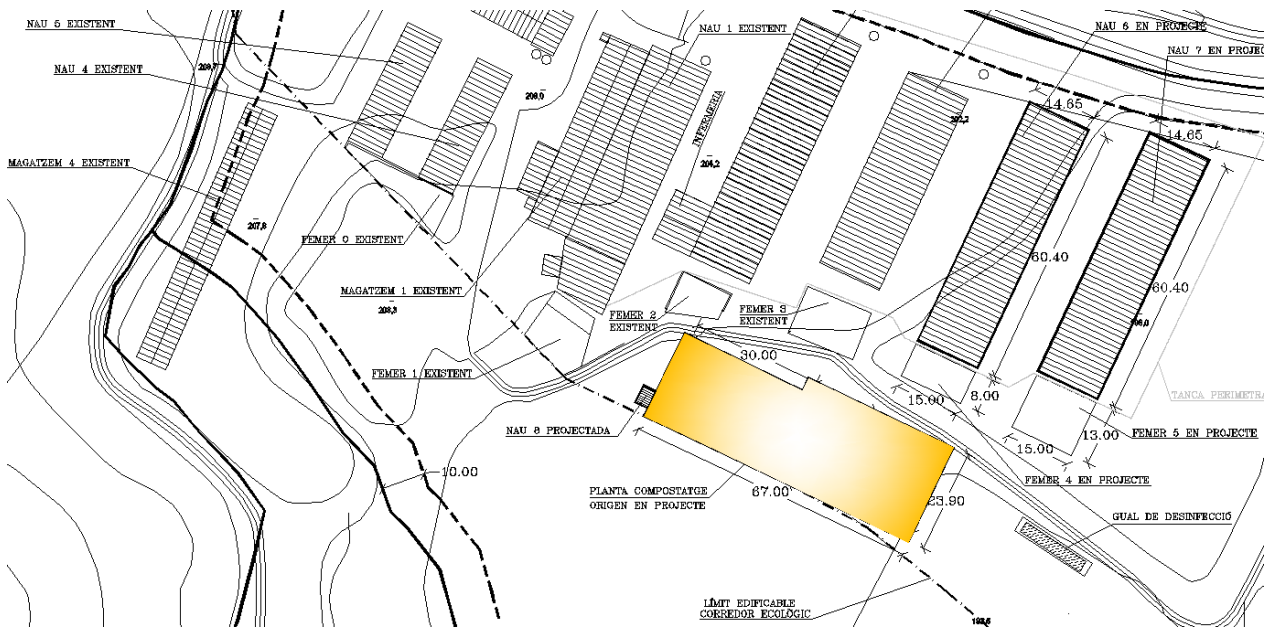 NAU 5 EXISTENT
NAU 1 EXISTENT
NAU 6 EN PROJECTE
NAU 7 EN PROJEC
NAU 4 EXISTENT
14.65
14.65
INFERMERIA
204,2
MAGATZEM 4 EXISTENT
207,8
FEMER 0 EXISTENT
60.40
60.40
MAGATZEM 1 EXISTENT
FEMER 2
EXISTENT
FEMER 3
EXISTENT
30.00
FEMER 1 EXISTENT
15.00
8.00
TANCA PERIMETRA
NAU 8 PROJECTADA
FEMER 5 EN PROJECTE
15.00
13.00
10.00
FEMER 4 EN PROJECTE
PLANTA COMPOSTATGE
ORIGEN EN PROJECTE
67.00
23.90
GUAL DE DESINFECCIÓ
LÍMIT EDIFICABLE
CORREDOR ECOLÒGIC